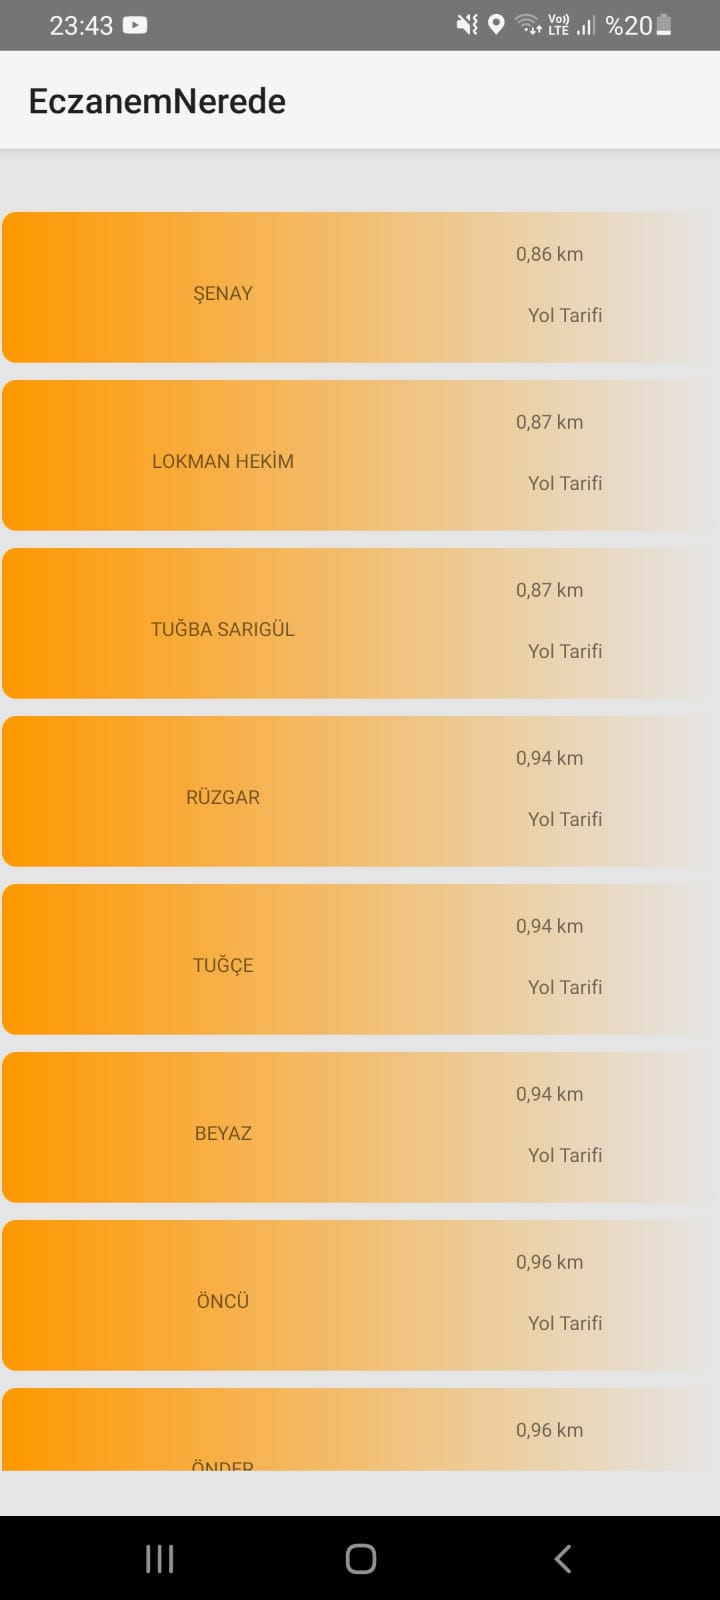 23:43 Vo)) LTE %20
EczanemNerede
0,86 km
ŞENAY
Yol Tarifi
0,87 km
LOKMAN HEKİM
Yol Tarifi
0,87 km
TUĞBA SARIGÜL
Yol Tarifi
0,94 km
RÜZGAR
Yol Tarifi
0,94 km
TUĞÇE
Yol Tarifi
0,94 km
BEYAZ
Yol Tarifi
0,96 km
ÖNCÜ
Yol Tarifi
0,96 km
ÖNDER